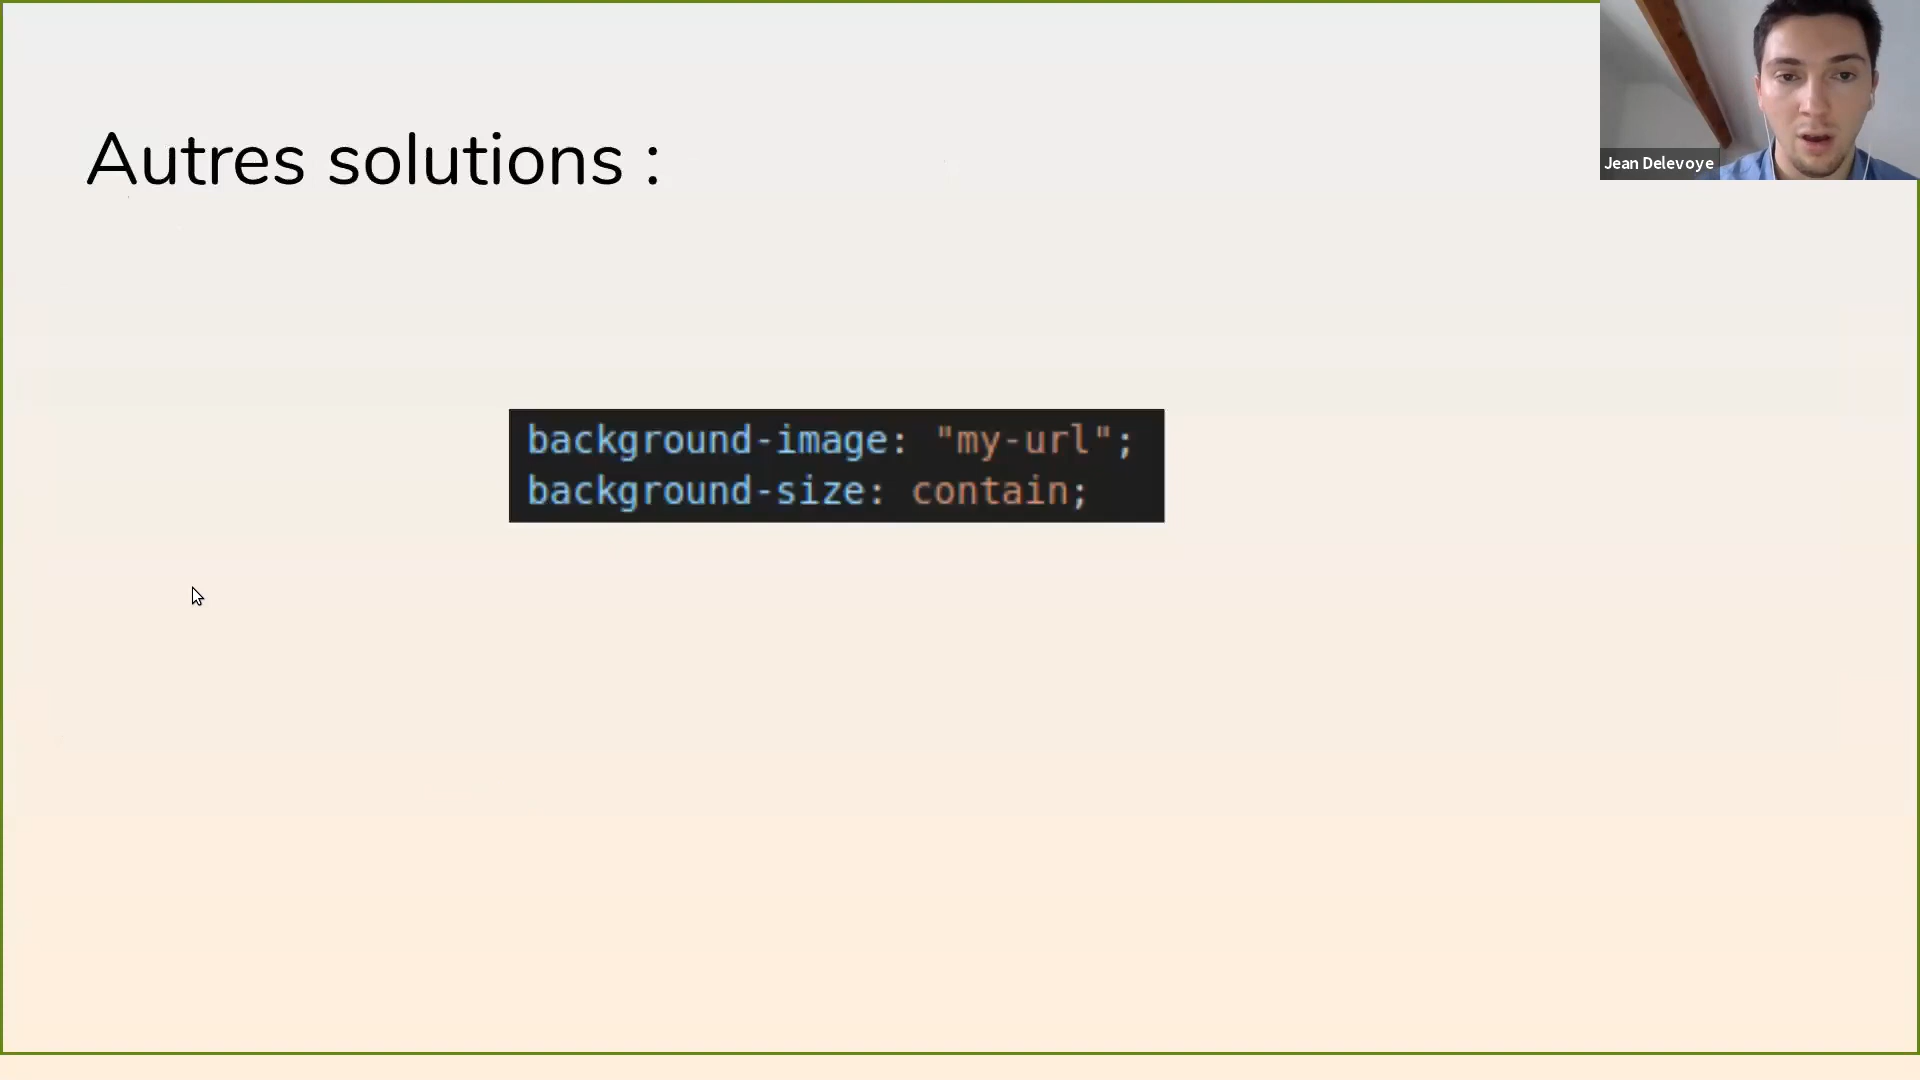 Autres solutions :
Jean Delevoye
background-image: "my-url";
background-size: contain;